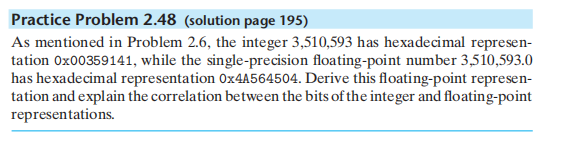 Practice Problem 2.48 (solution page 195)
As mentioned in Problem 2.6, the integer 3,510,593 has hexadecimal represen-
tation 0x00359141, while the single-precision floating-point number 3,510,593.0
has hexadecimal representation 0x4A564504. Derive this floating-point represen-
tation and explain the correlation between the bits of the integer and floating-point
representations.